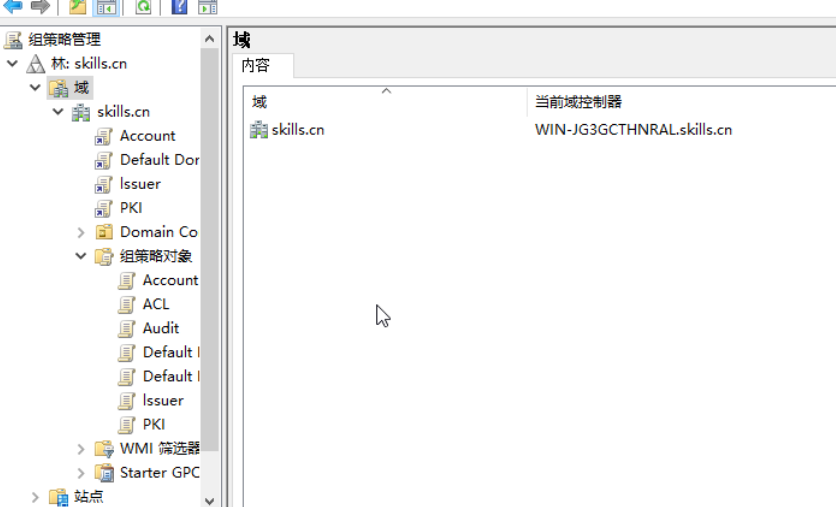 组策略管理
林: skills.cn
域
skills.cn
Account
Default Dor
Issuer
PKI
Domain Co
组策略对象
Account
ACL
Audit
Default
Default
Issuer
PKI
WMI 筛选器
Starter GPC
站点
域
内容
域 当前域控制器
skills.cn WIN-JG3GCTHNRAL.skills.cn